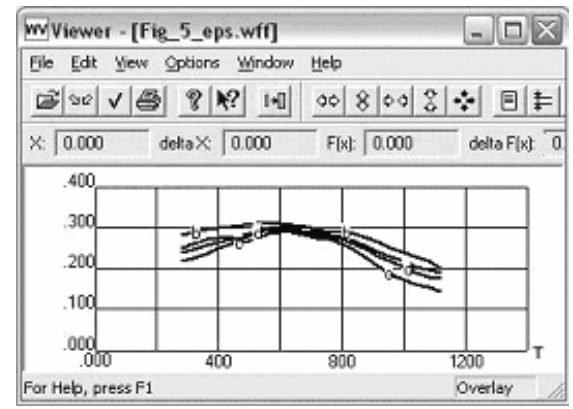 WV Viewer - [Fig_5_eps.wff]
File Edit View Options Window Help
X: 0.000 delta X: 0.000 F(x): 0.000 delta F(x): 0.
.400
.300
.200
.100
.000
.000 400 800 1200 T
For Help, press F1 Overlay